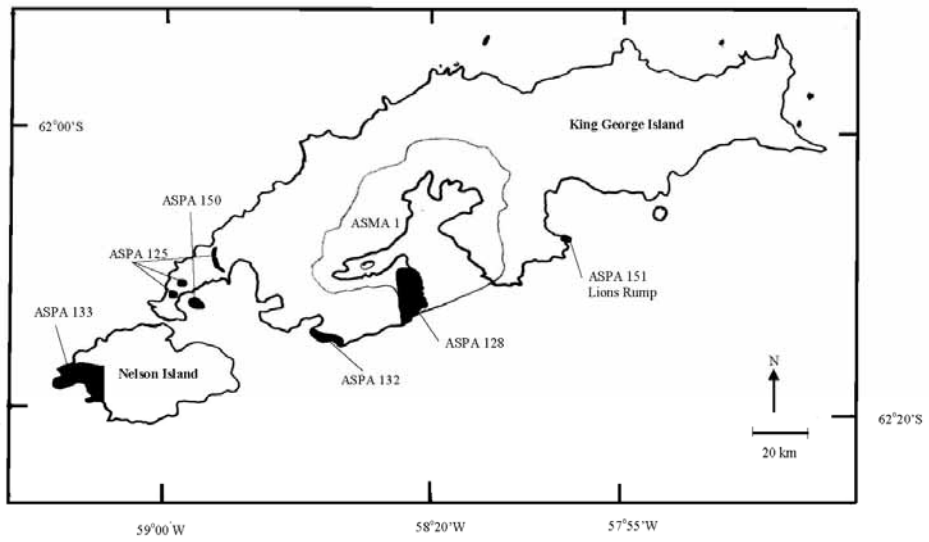 62°00'S
King George Island
ASPA 150
ASMA 1
ASPA 125
ASPA 151
Lions Rump
ASPA 133
ASPA 128
Nelson Island
ASPA 132
N
62°20'S
20 km
59°00'W
58°20'W
57°55'W